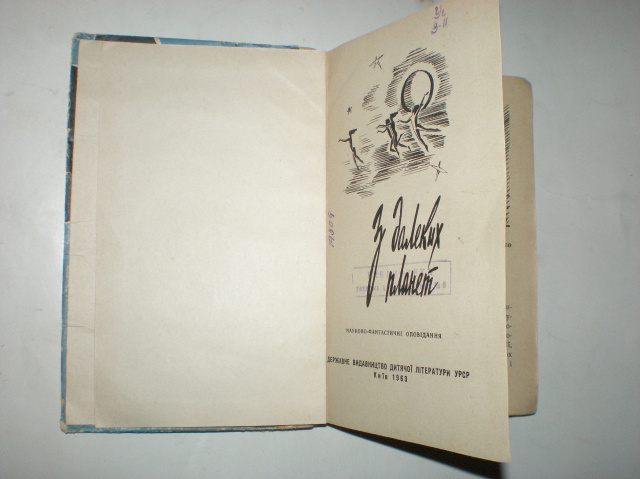 З далеких
планет
НАУКОВО-ФАНТАСТИЧНІ ОПОВІДАННЯ
ДЕРЖАВНЕ ВИДАВНИЦТВО ДИТЯЧОЇ ЛІТЕРАТУРИ УРСР
Київ 1963